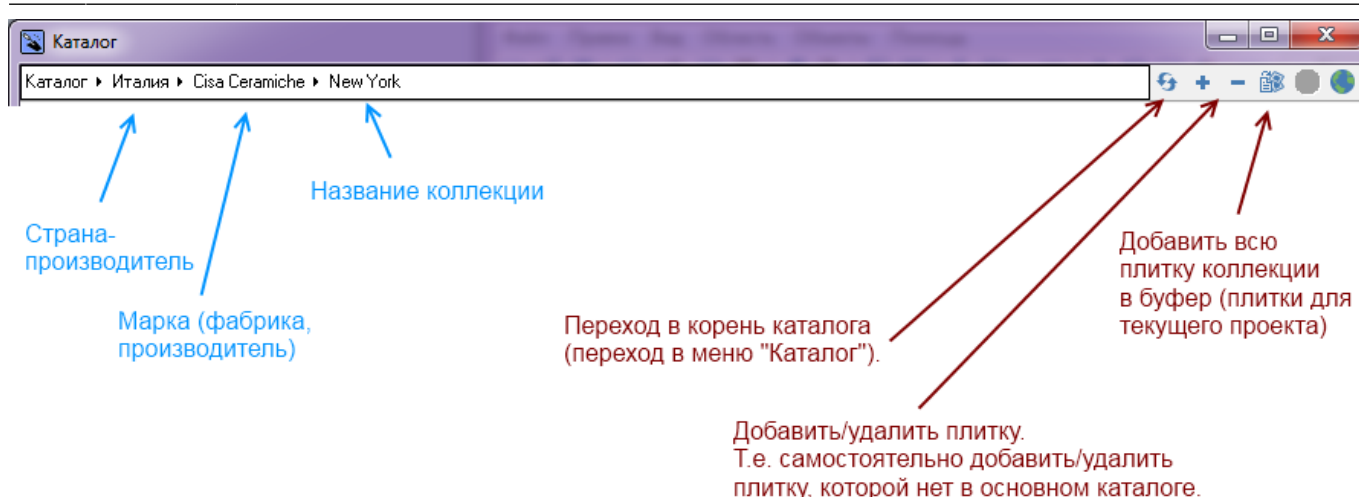 Каталог
Каталог ▸ Италия ▸ Cisa Ceramiche ▸ New York
Название коллекции
Страна-
производитель
Марка (фабрика,
производитель)
Добавить всю
плитку коллекции
в буфер (плитки для
текущего проекта)
Переход в корень каталога
(переход в меню "Каталог").
Добавить/удалить плитку.
Т.е. самостоятельно добавить/удалить
плитку, которой нет в основном каталоге.